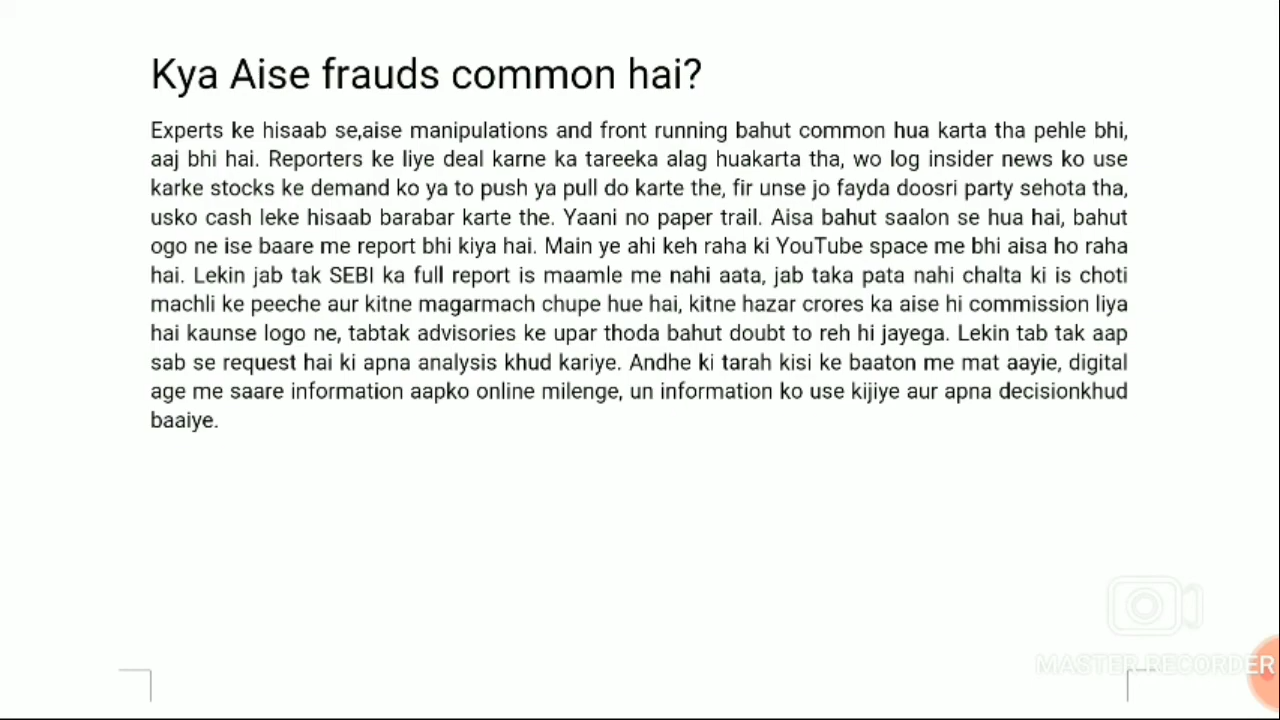 Kya Aise frauds common hai?
Experts ke hisaab se,aise manipulations and front running bahut common hua karta tha pehle bhi,
aaj bhi hai. Reporters ke liye deal karne ka tareeka alag huakarta tha, wo log insider news ko use
karke stocks ke demand ko ya to push ya pull do karte the, fir unse jo fayda doosri party sehota tha,
usko cash leke hisaab barabar karte the. Yaani no paper trail. Aisa bahut saalon se hua hai, bahut
ogo ne ise baare me report bhi kiya hai. Main ye ahi keh raha ki YouTube space me bhi aisa ho raha
hai. Lekin jab tak SEBI ka full report is maamle me nahi aata, jab taka pata nahi chalta ki is choti
machli ke peeche aur kitne magarmach chupe hue hai, kitne hazar crores ka aise hi commission liya
hai kaunse logo ne, tabtak advisories ke upar thoda bahut doubt to reh hi jayega. Lekin tab tak aap
sab se request hai ki apna analysis khud kariye. Andhe ki tarah kisi ke baaton me mat aayie, digital
age me saare information aapko online milenge, un information ko use kijiye aur apna decisionkhud
baaiye.
MASTER RECORDER